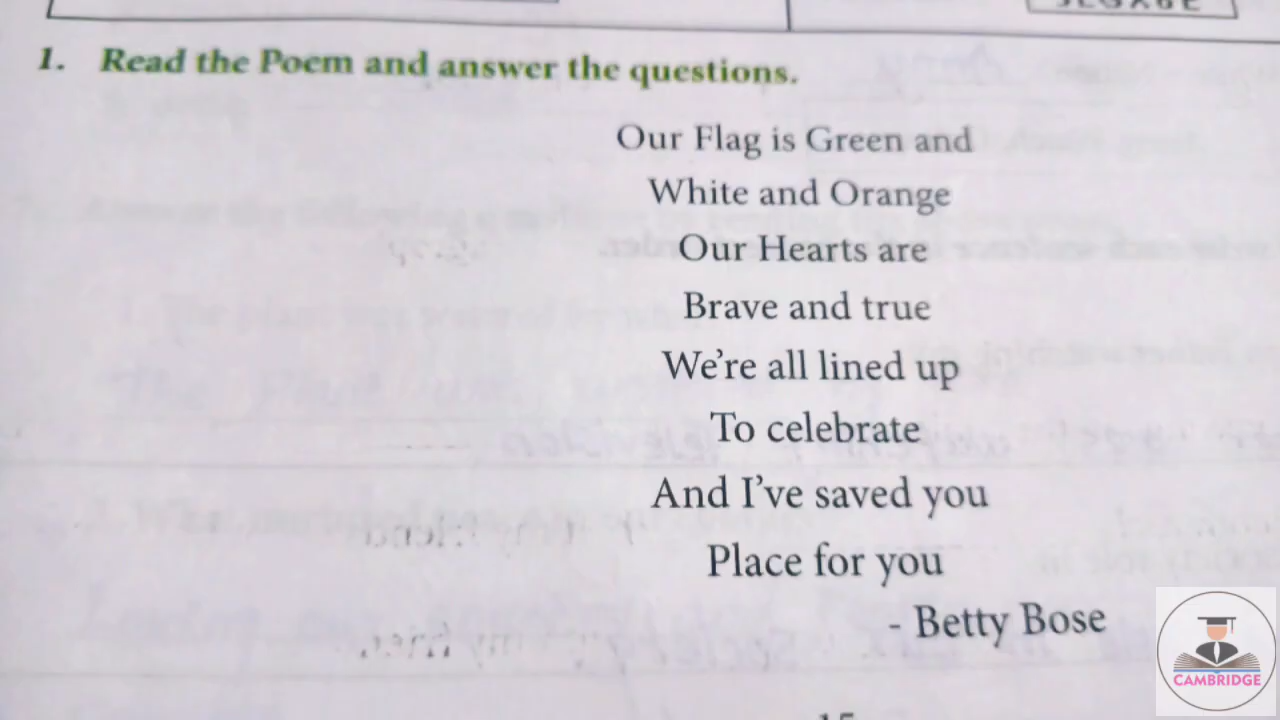 1. Read the Poem and answer the questions.
Our Flag is Green and
White and Orange
Our Hearts are
Brave and true
We're all lined up
To celebrate
And I've saved you
Place for you
- Betty Bose
CAMBRIDGE